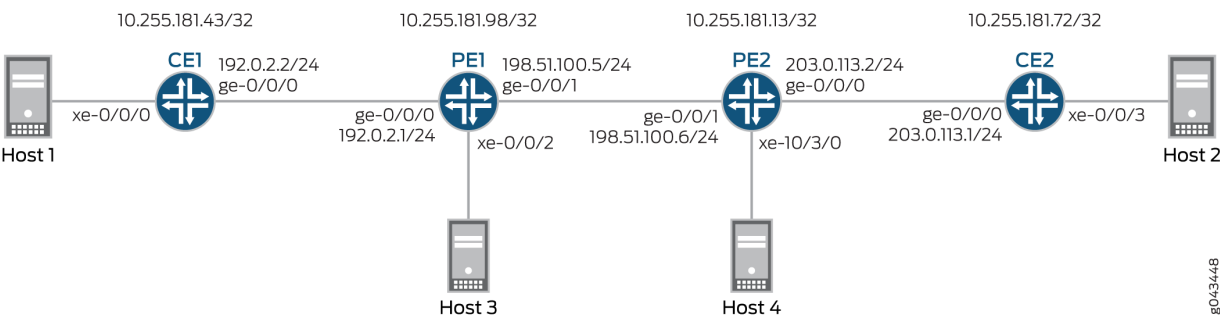 10.255.181.43/32
10.255.181.98/32
10.255.181.13/32
10.255.181.72/32
CE1
192.0.2.2/24
ge-0/0/0
xe-0/0/0
PE1
198.51.100.5/24
ge-0/0/1
ge-0/0/0
192.0.2.1/24
xe-0/0/2
PE2
203.0.113.2/24
ge-0/0/0
ge-0/0/1
198.51.100.6/24
xe-10/3/0
CE2
ge-0/0/0
203.0.113.1/24
xe-0/0/3
Host 1
Host 2
Host 3
Host 4
g043448